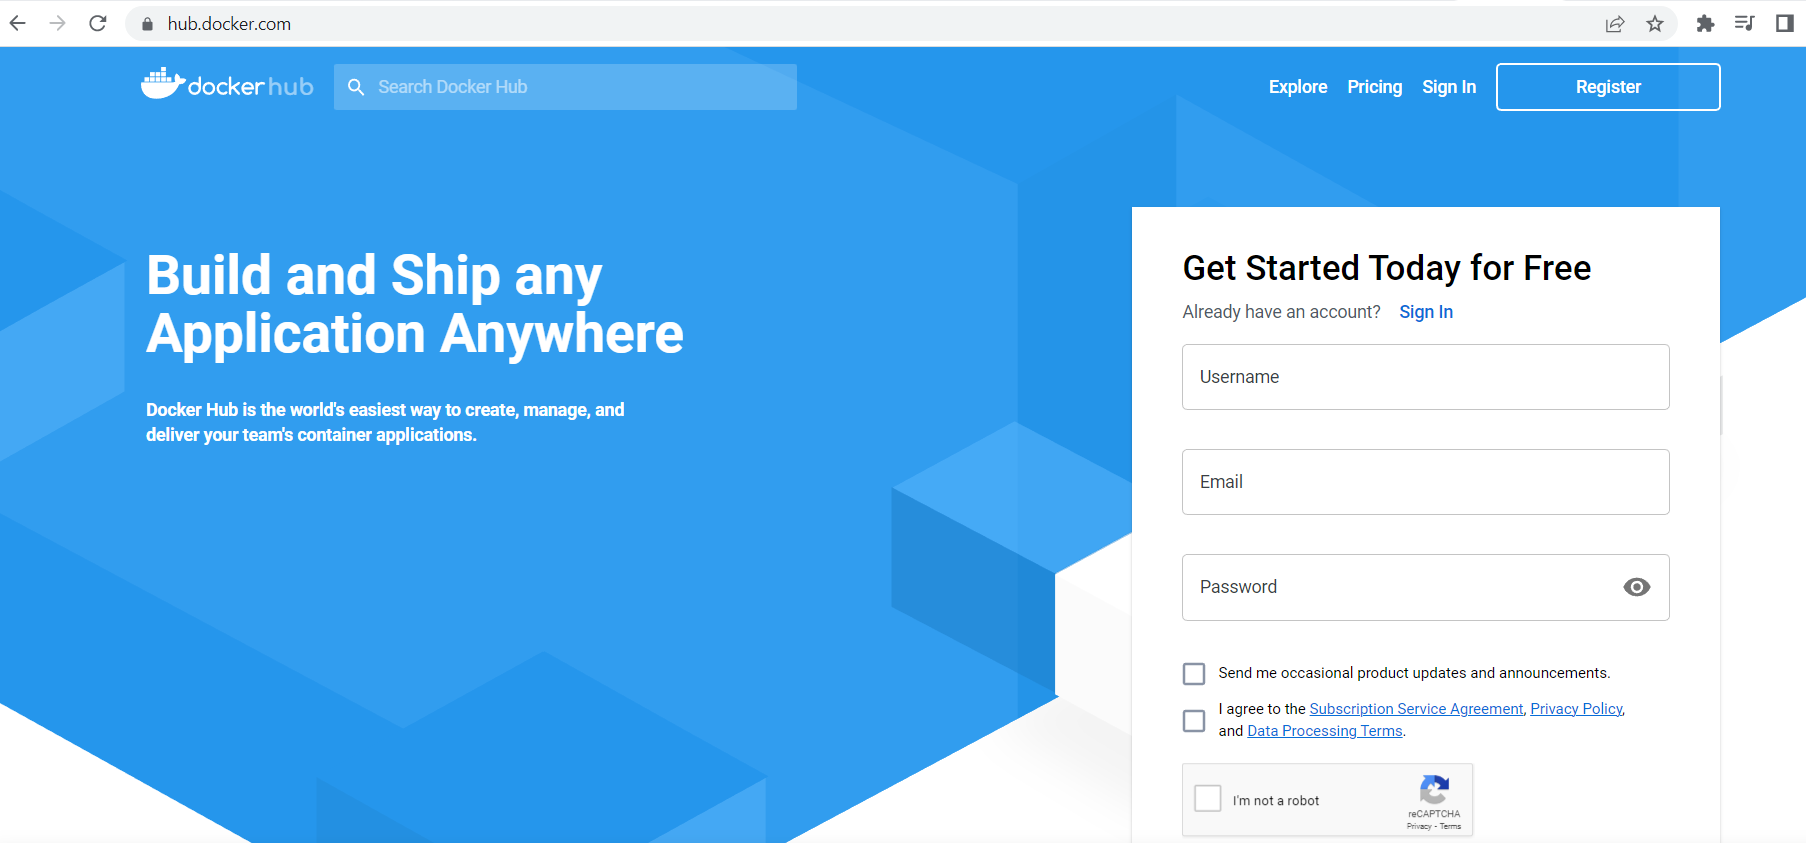 hub.docker.com
docker hub
Search Docker Hub
Explore
Pricing
Sign In
Register
Build and Ship any
Application Anywhere
Docker Hub is the world's easiest way to create, manage, and
deliver your team's container applications.
Get Started Today for Free
Already have an account? Sign In
Username
Email
Password
Send me occasional product updates and announcements.
I agree to the Subscription Service Agreement, Privacy Policy,
and Data Processing Terms.
I'm not a robot
reCAPTCHA
Privacy - Terms